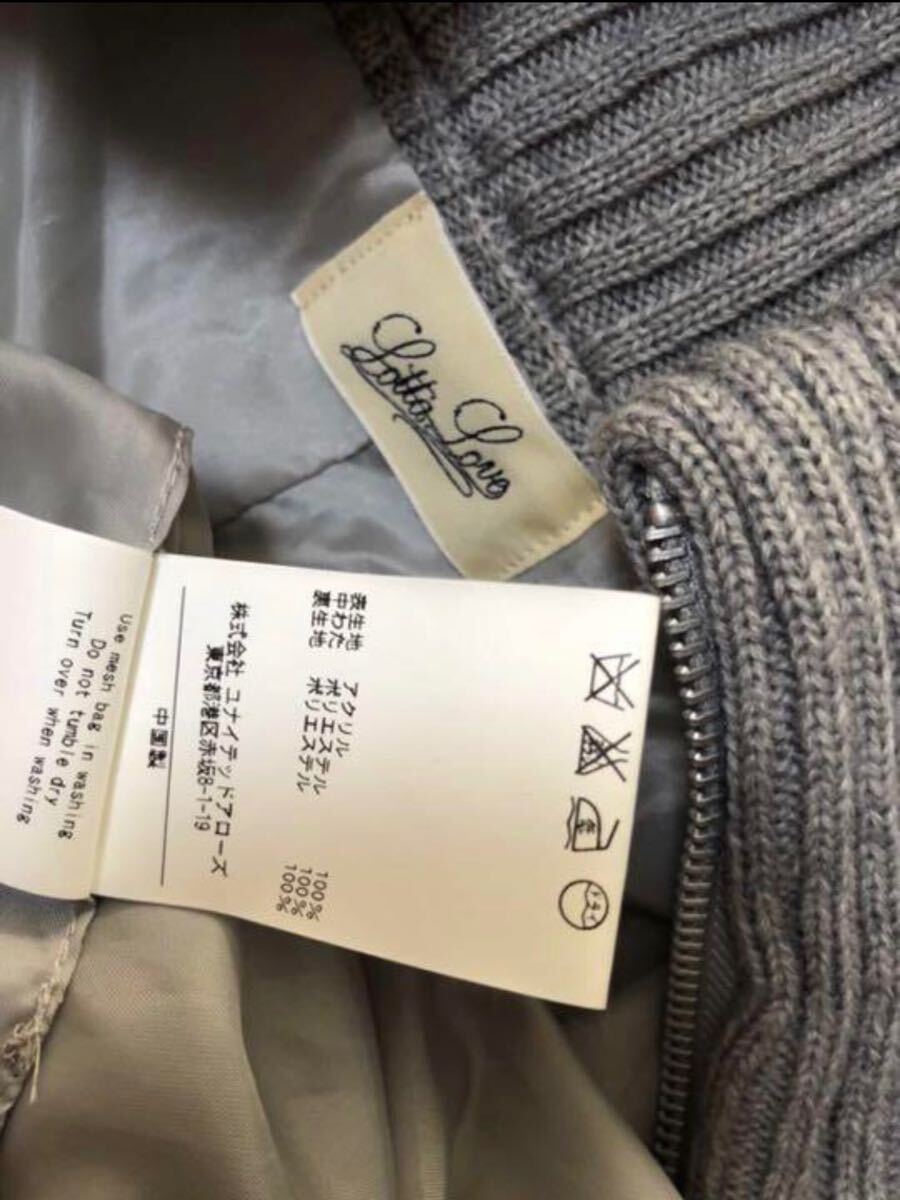 Lotta Love
表生地 アクリル 100%
中わた ポリエステル 100%
裏生地 ポリエステル 100%
株式会社 ユナイテッドアローズ
東京都港区赤坂8-1-19
中国製
Use mesh bag in washing
Do not tumble dry
Turn over when washing
ドライ